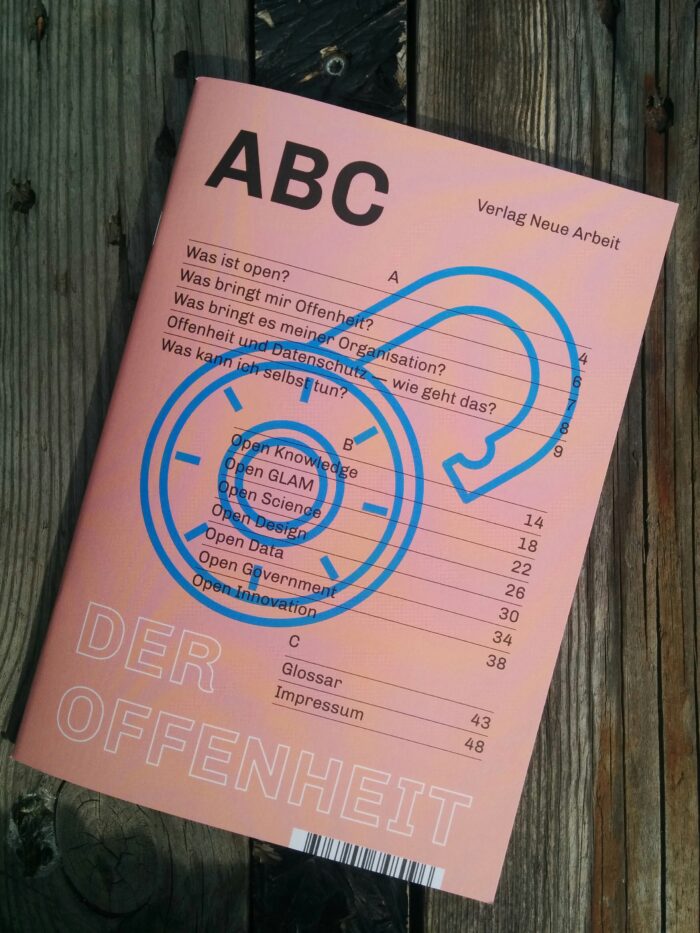 ABC
Verlag Neue Arbeit
A
Was ist open? 4
Was bringt mir Offenheit? 6
Was bringt es meiner Organisation? 7
Offenheit und Datenschutz — wie geht das? 8
Was kann ich selbst tun? 9
B
Open Knowledge 14
Open GLAM 18
Open Science 22
Open Design 26
Open Data 30
Open Government 34
Open Innovation 38
C
Glossar 43
Impressum 48
DER
OFFENHEIT